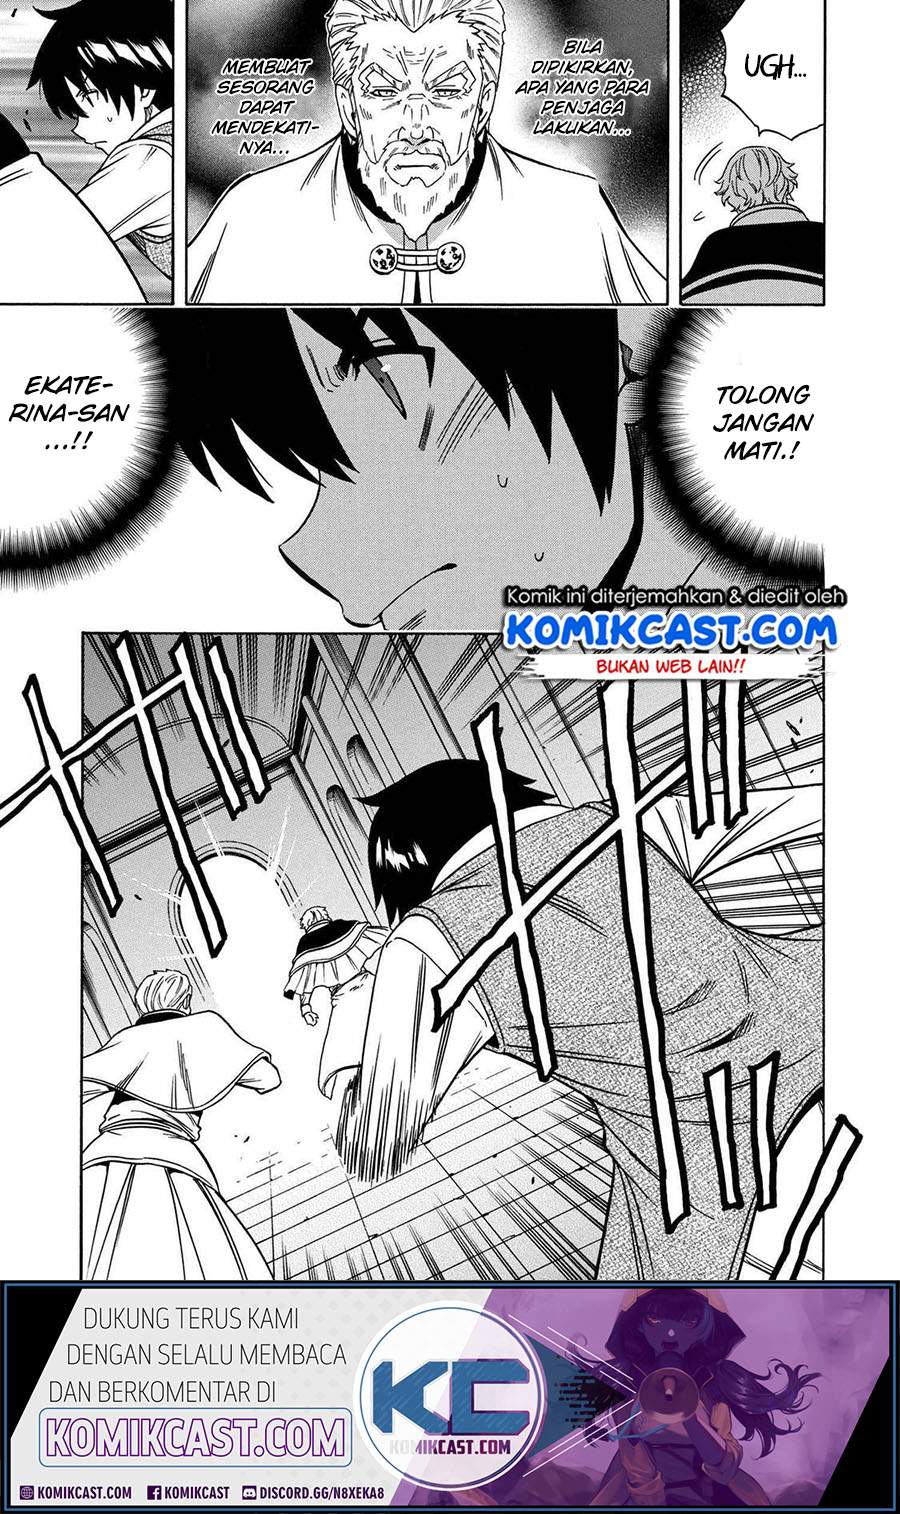 UGH...
BILA
DIPIKIRKAN,
APA YANG PARA
PENJAGA
LAKUKAN...
MEMBUAT
SESORANG
DAPAT
MENDEKATI-
NYA...
TOLONG
JANGAN
MATI.!
EKATE-
RINA-SAN
...!!
Komik ini diterjemahkan & diedit oleh
KOMIKCAST.COM
BUKAN WEB LAIN!!
DUKUNG TERUS KAMI
DENGAN SELALU MEMBACA
DAN BERKOMENTAR DI
KOMIKCAST.COM
KC
KOMIKCAST.COM
KOMIKCAST.COM
KOMIKCAST
DISCORD.GG/N8XEKA8